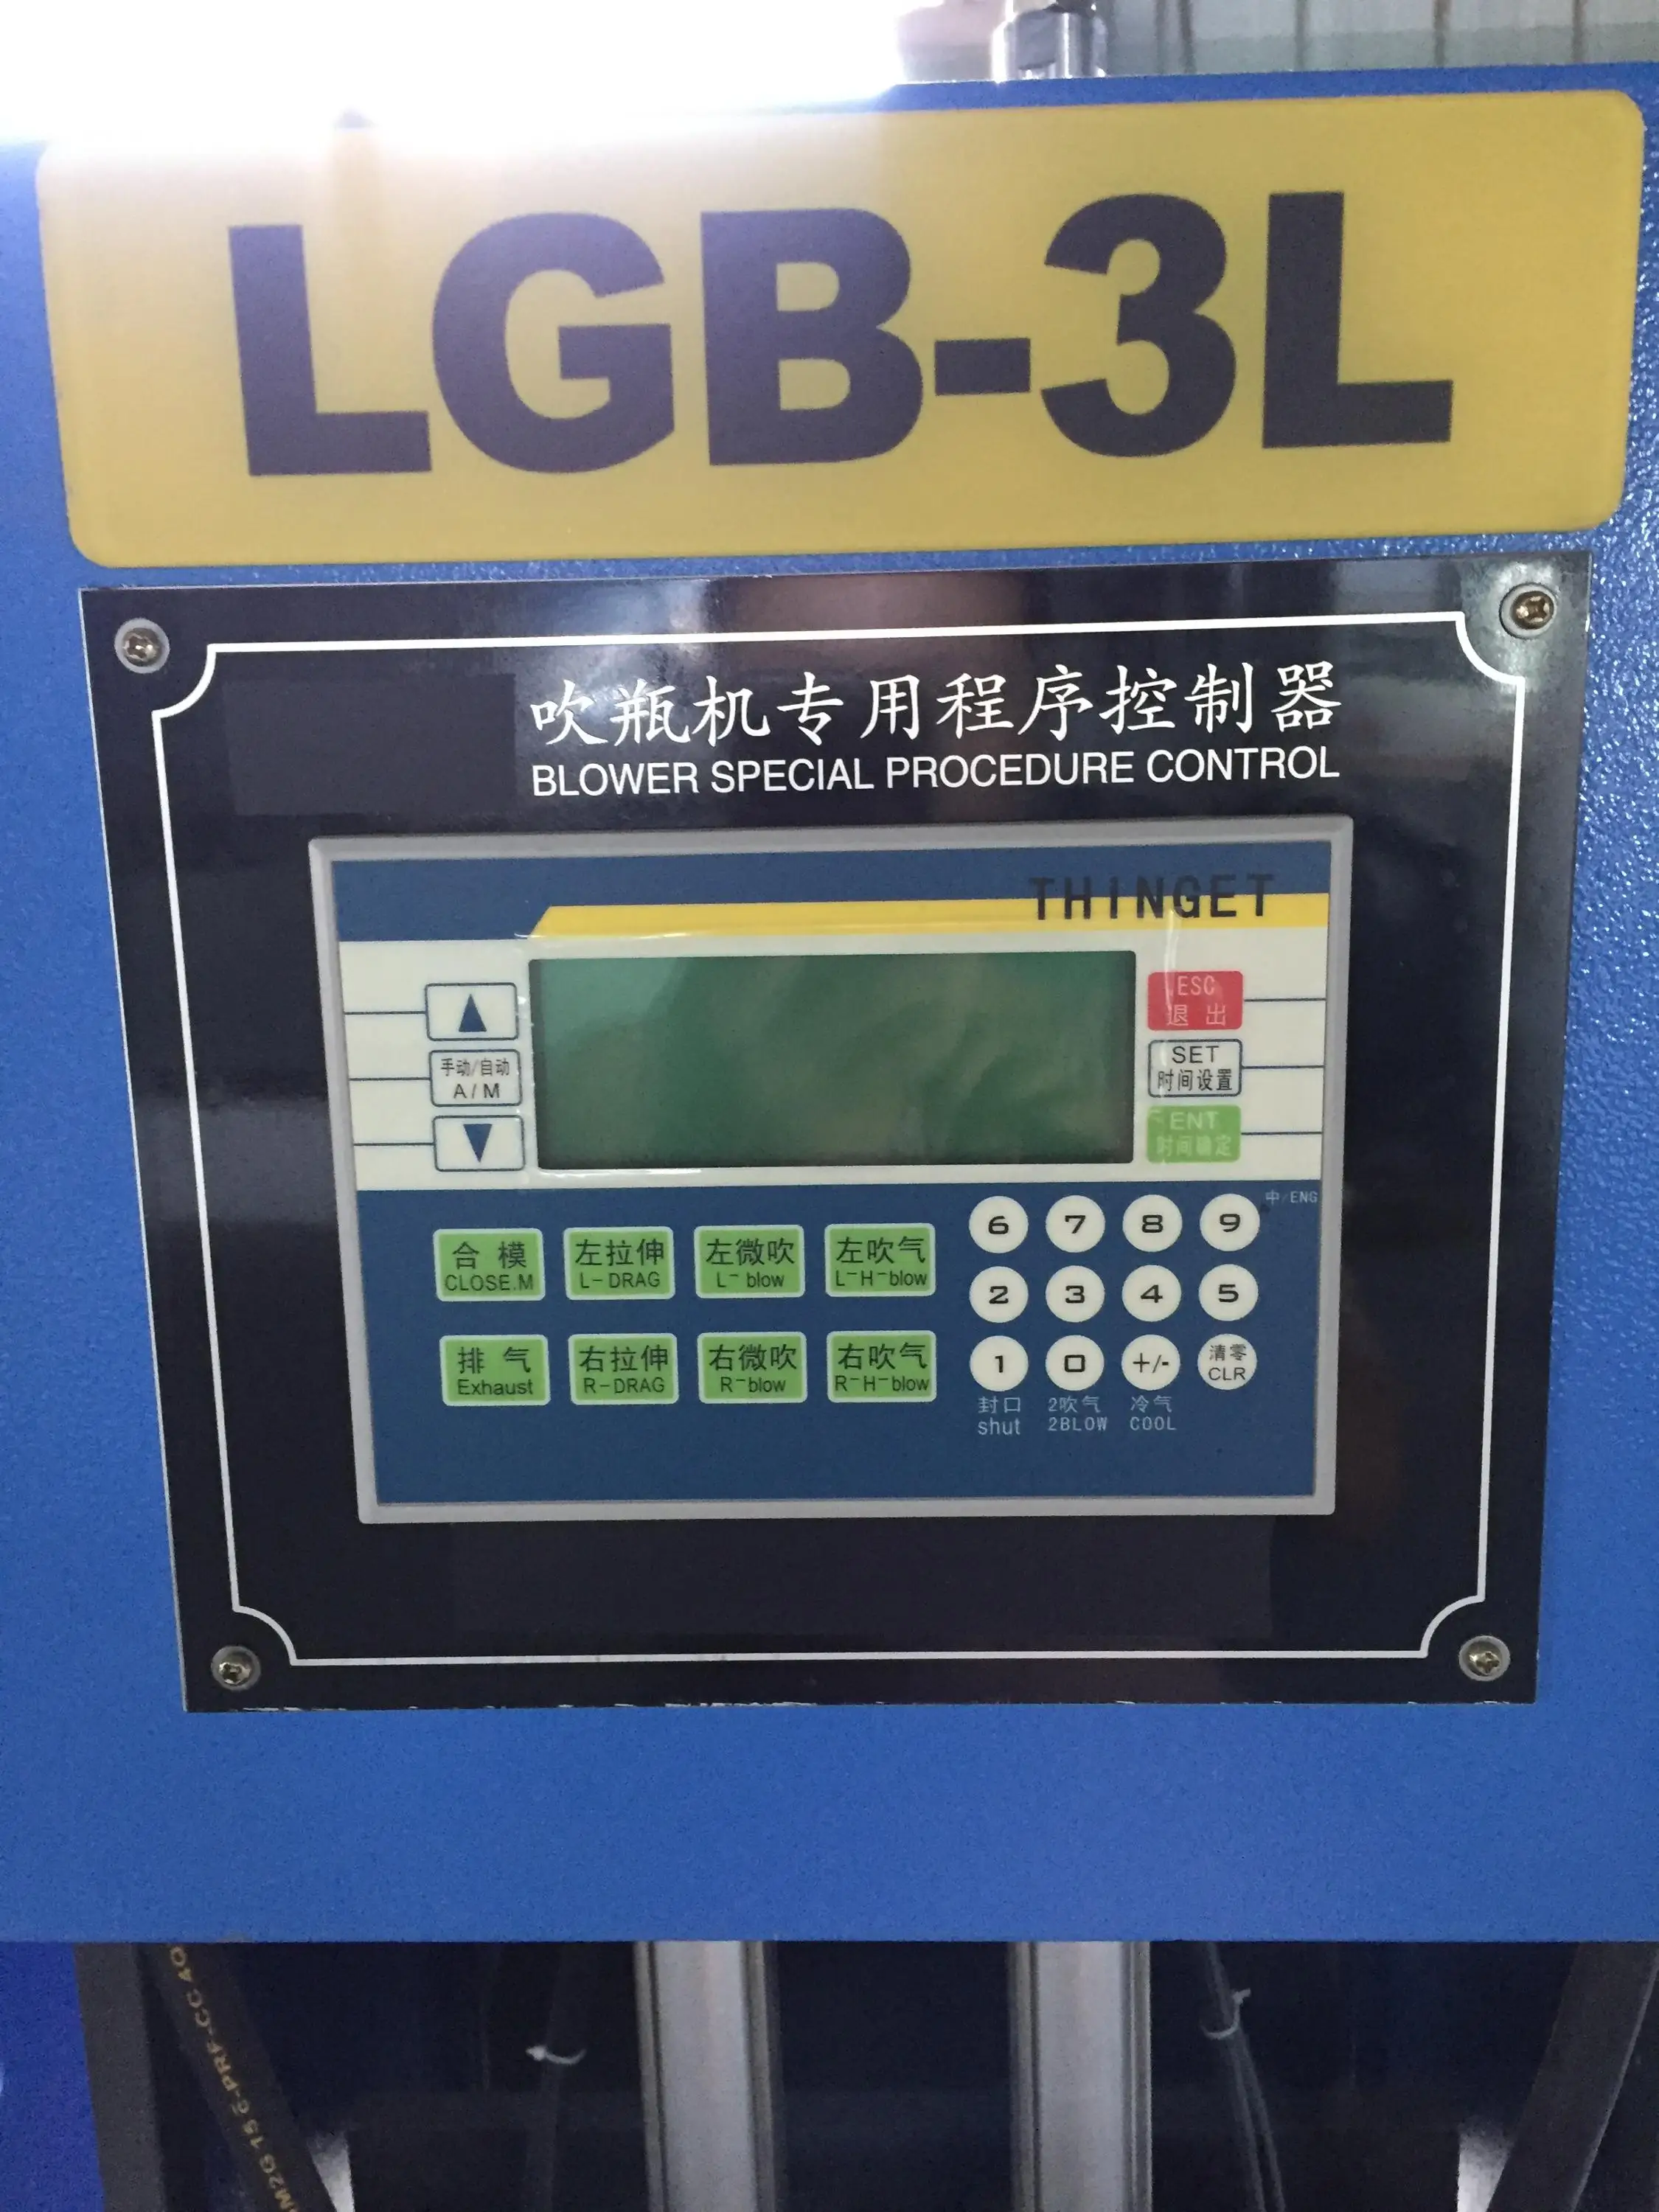 LGB-3L
吹瓶机专用程序控制器
BLOWER SPECIAL PROCEDURE CONTROL
THINGET
▲
手动/自动
A/M
▼
ESC
退 出
SET
时间设置
ENT
时间确定
中/ENG
合 模
CLOSE.M
左拉伸
L-DRAG
左微吹
L-blow
左吹气
L-H-blow
排 气
Exhaust
右拉伸
R-DRAG
右微吹
R-blow
右吹气
R-H-blow
6 7 8 9
2 3 4 5
1 0 +/- 清零
CLR
封口 2吹气 冷气
shut 2BLOW COOL